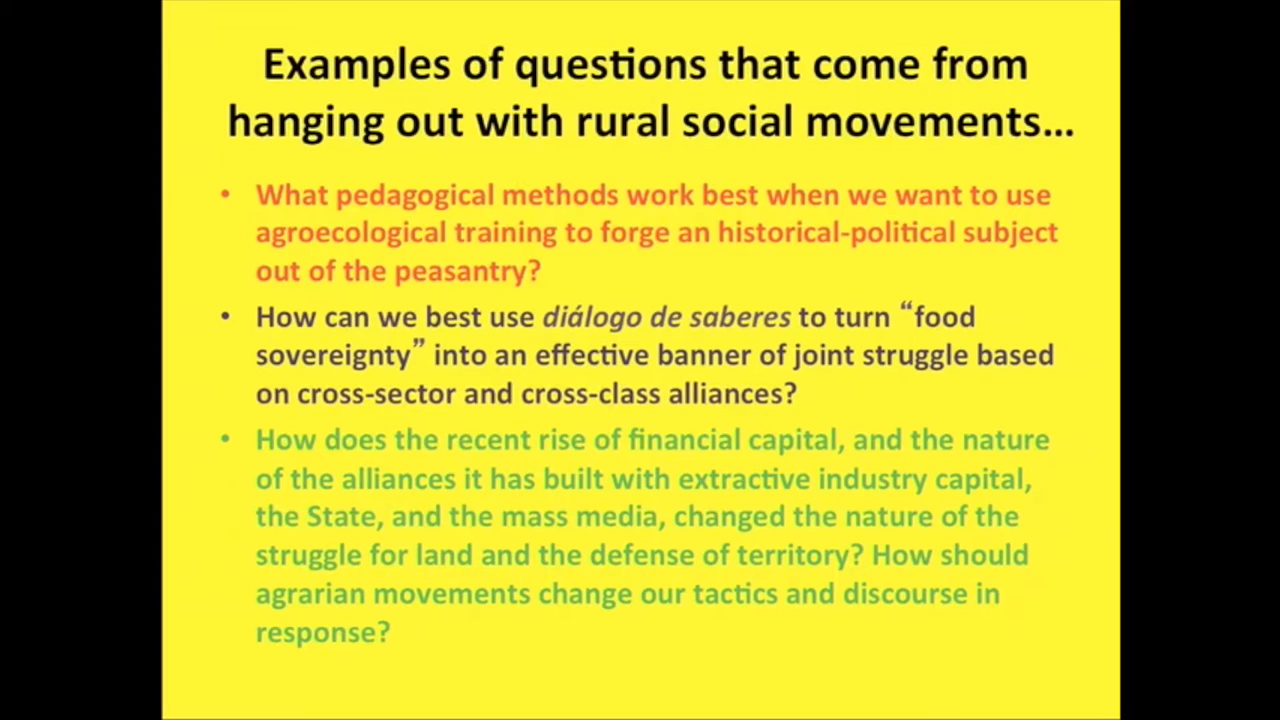 Examples of questions that come from
hanging out with rural social movements…
• What pedagogical methods work best when we want to use
agroecological training to forge an historical-political subject
out of the peasantry?
• How can we best use diálogo de saberes to turn “food
sovereignty” into an effective banner of joint struggle based
on cross-sector and cross-class alliances?
• How does the recent rise of financial capital, and the nature
of the alliances it has built with extractive industry capital,
the State, and the mass media, changed the nature of the
struggle for land and the defense of territory? How should
agrarian movements change our tactics and discourse in
response?